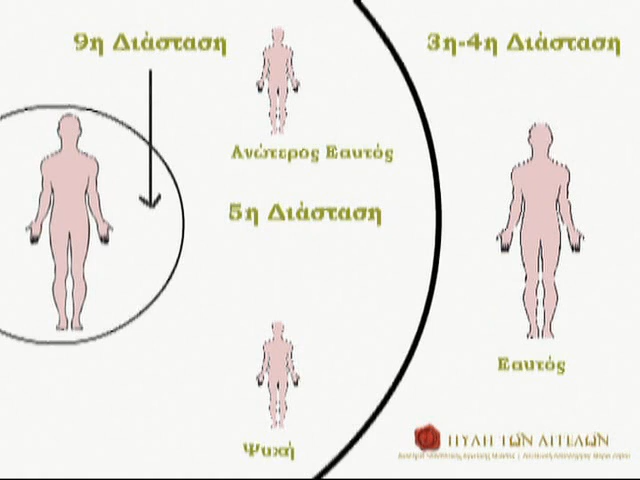 9η Διάσταση
3η-4η Διάσταση
Ανώτερος Εαυτός
5η Διάσταση
Εαυτός
Ψυχή
ΠΥΛΗ ΤΩΝ ΑΓΓΕΛΩΝ